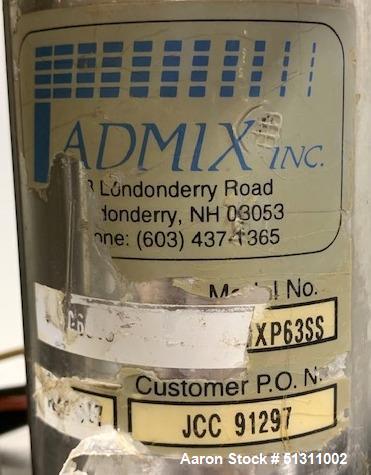 ADMIX INC.
Londonderry Road
donderry, NH 03053
one: (603) 437-1365
Model No.
XP63SS
Customer P.O. N.
JCC 91297
Aaron Stock # 51311002